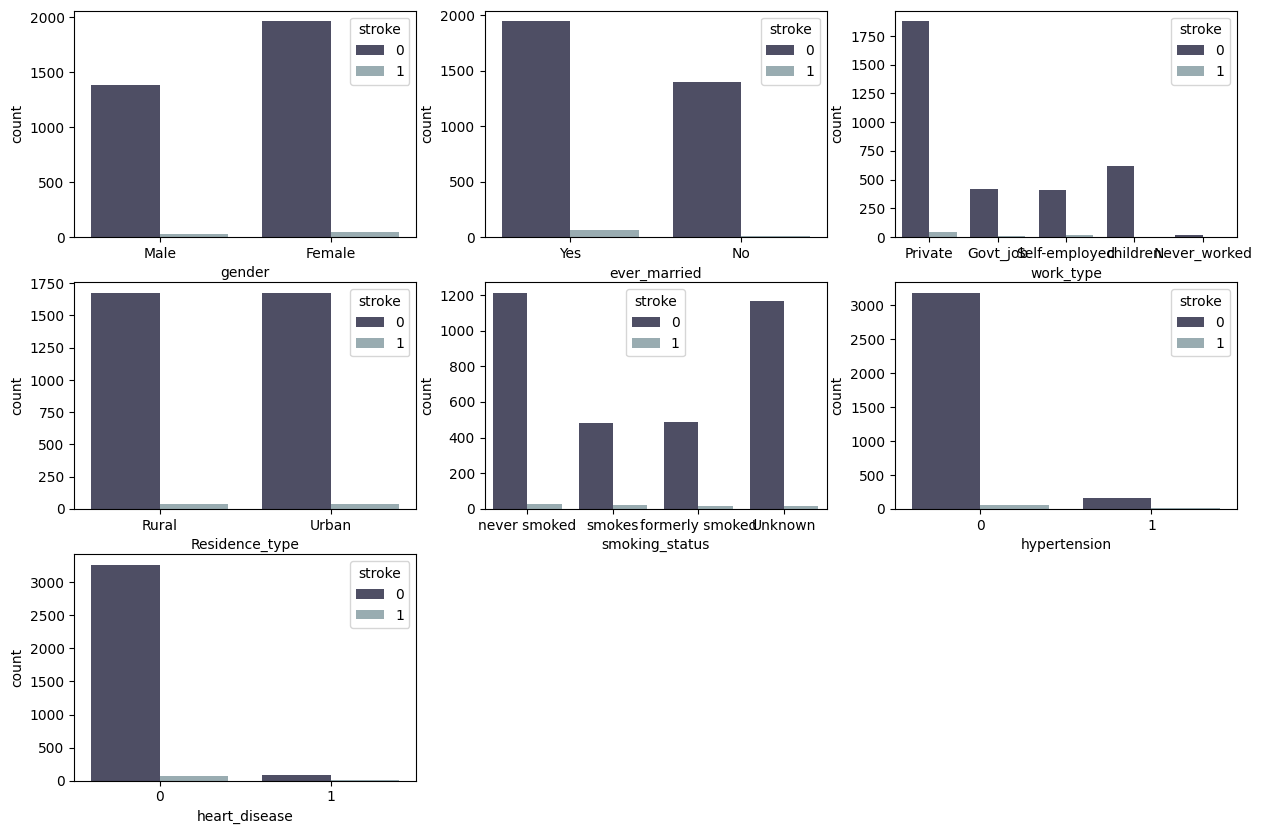 2000
1500
1000
500
0
count
Male
Female
gender
stroke
0
1
2000
1500
1000
500
0
count
Yes
No
ever_married
stroke
0
1
1750
1500
1250
1000
750
500
250
0
count
Private
Govt_job
Self-employed
children
Never_worked
work_type
stroke
0
1
1750
1500
1250
1000
750
500
250
0
count
Rural
Urban
Residence_type
stroke
0
1
1200
1000
800
600
400
200
0
count
never smoked
smokes
formerly smoked
Unknown
smoking_status
stroke
0
1
3000
2500
2000
1500
1000
500
0
count
0
1
hypertension
stroke
0
1
3000
2500
2000
1500
1000
500
0
count
0
1
heart_disease
stroke
0
1